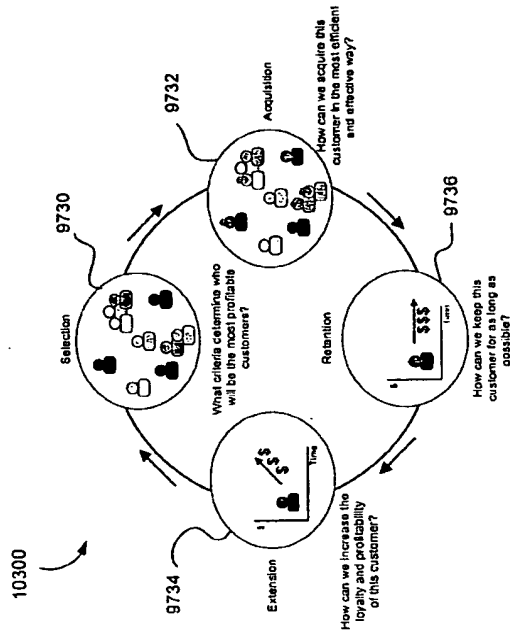 10300
9730
Selection
9732
9734
What criteria determine who
will be the most profitable
customers?
$
$
$
$
Time
Extension
Acquisition
How can we increase the
loyalty and profitability
of this customer?
How can we acquire this
customer in the most efficient
and effective way?
Retention
$
$$$
Time
9736
How can we keep this
customer for as long as
possible?